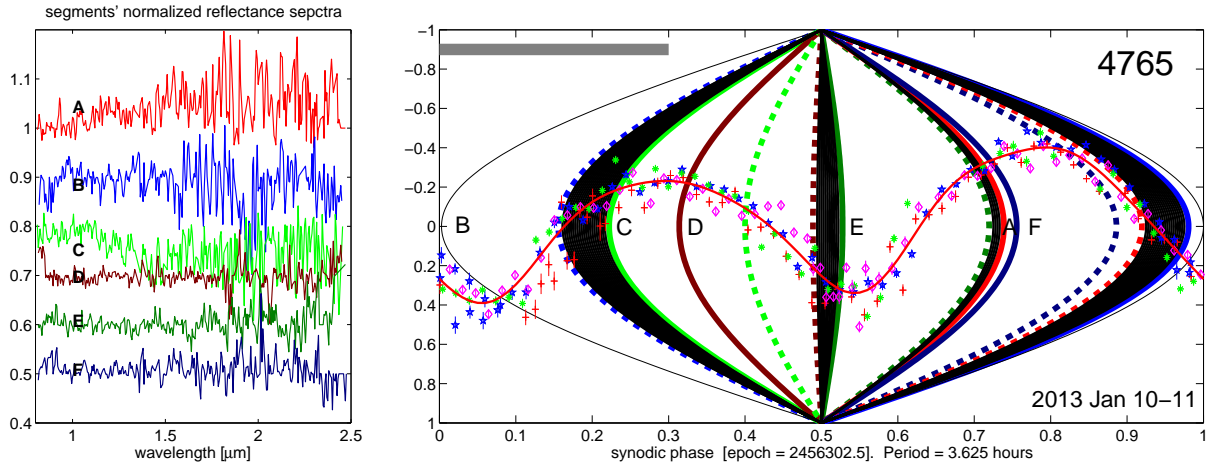 segments' normalized reflectance sepctra
1.1
1
0.9
0.8
0.7
0.6
0.5
0.4
A
B
C
D
E
F
1
1.5
2
2.5
wavelength [μm]
−1
−0.8
−0.6
−0.4
−0.2
0
0.2
0.4
0.6
0.8
1
4765
B
C
D
E
A
F
2013 Jan 10−11
0 0.1 0.2 0.3 0.4 0.5 0.6 0.7 0.8 0.9 1
synodic phase [epoch = 2456302.5]. Period = 3.625 hours